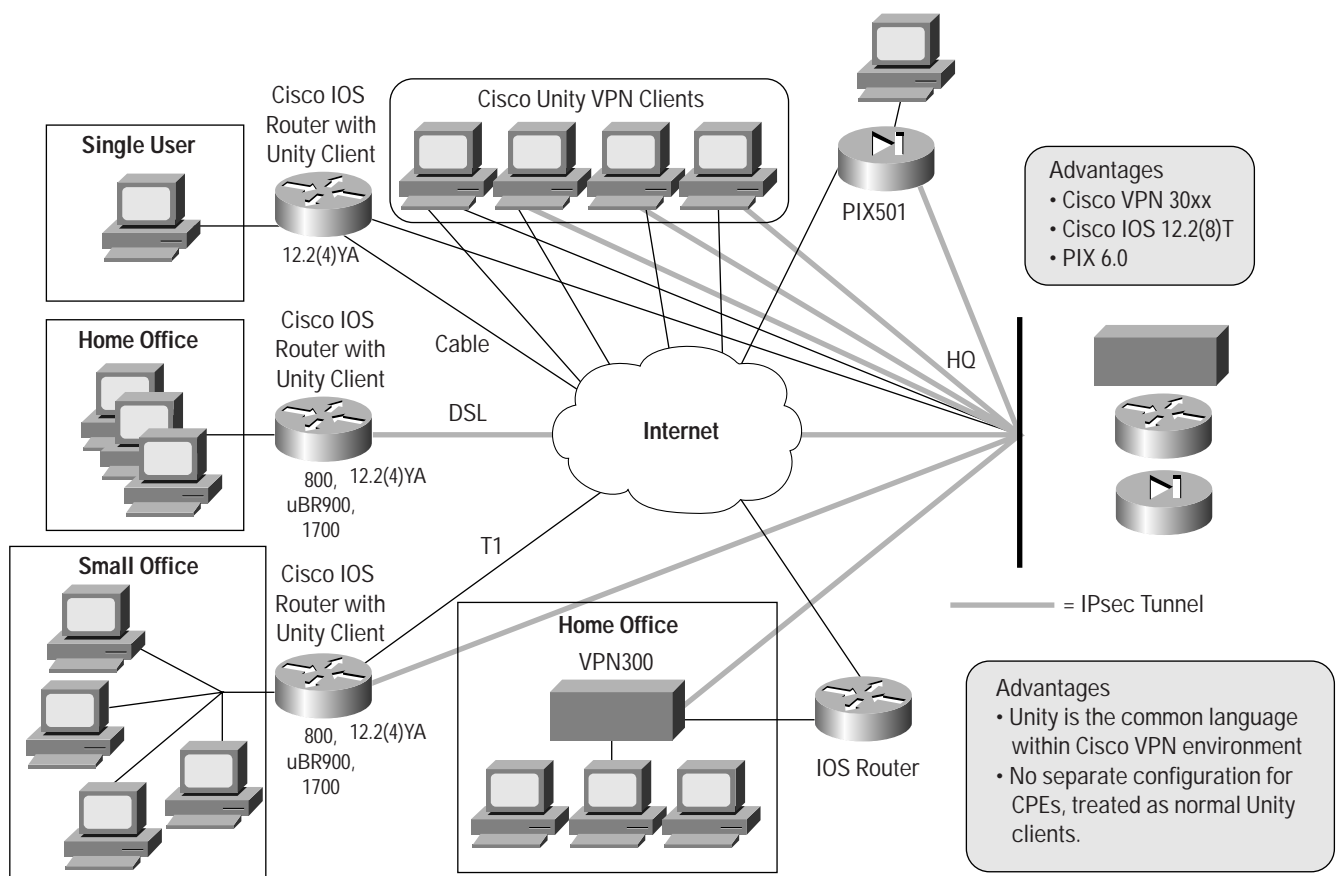 Single User
Cisco IOS
Router with
Unity Client
12.2(4)YA
Cisco Unity VPN Clients
PIX501
Advantages
• Cisco VPN 30xx
• Cisco IOS 12.2(8)T
• PIX 6.0
Home Office
Cisco IOS
Router with
Unity Client
800,
uBR900,
1700
12.2(4)YA
Cable
DSL
Internet
HQ
T1
Small Office
Cisco IOS
Router with
Unity Client
800,
uBR900,
1700
12.2(4)YA
Home Office
VPN300
IOS Router
= IPsec Tunnel
Advantages
• Unity is the common language
within Cisco VPN environment
• No separate configuration for
CPEs, treated as normal Unity
clients.